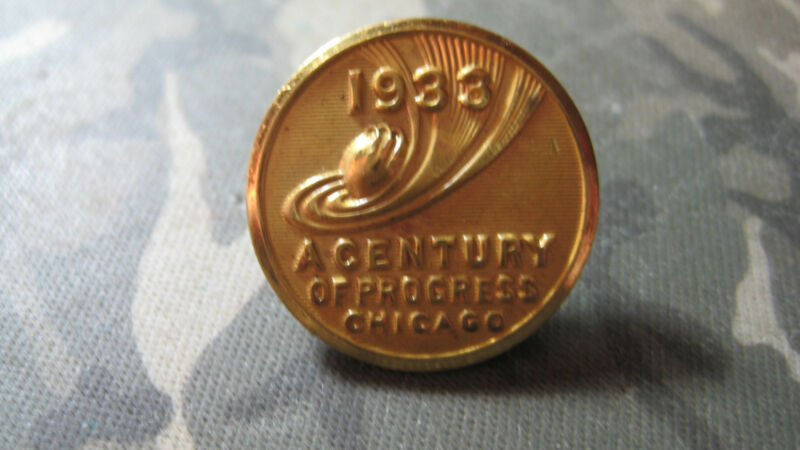 1933
A CENTURY
OF PROGRESS
CHICAGO